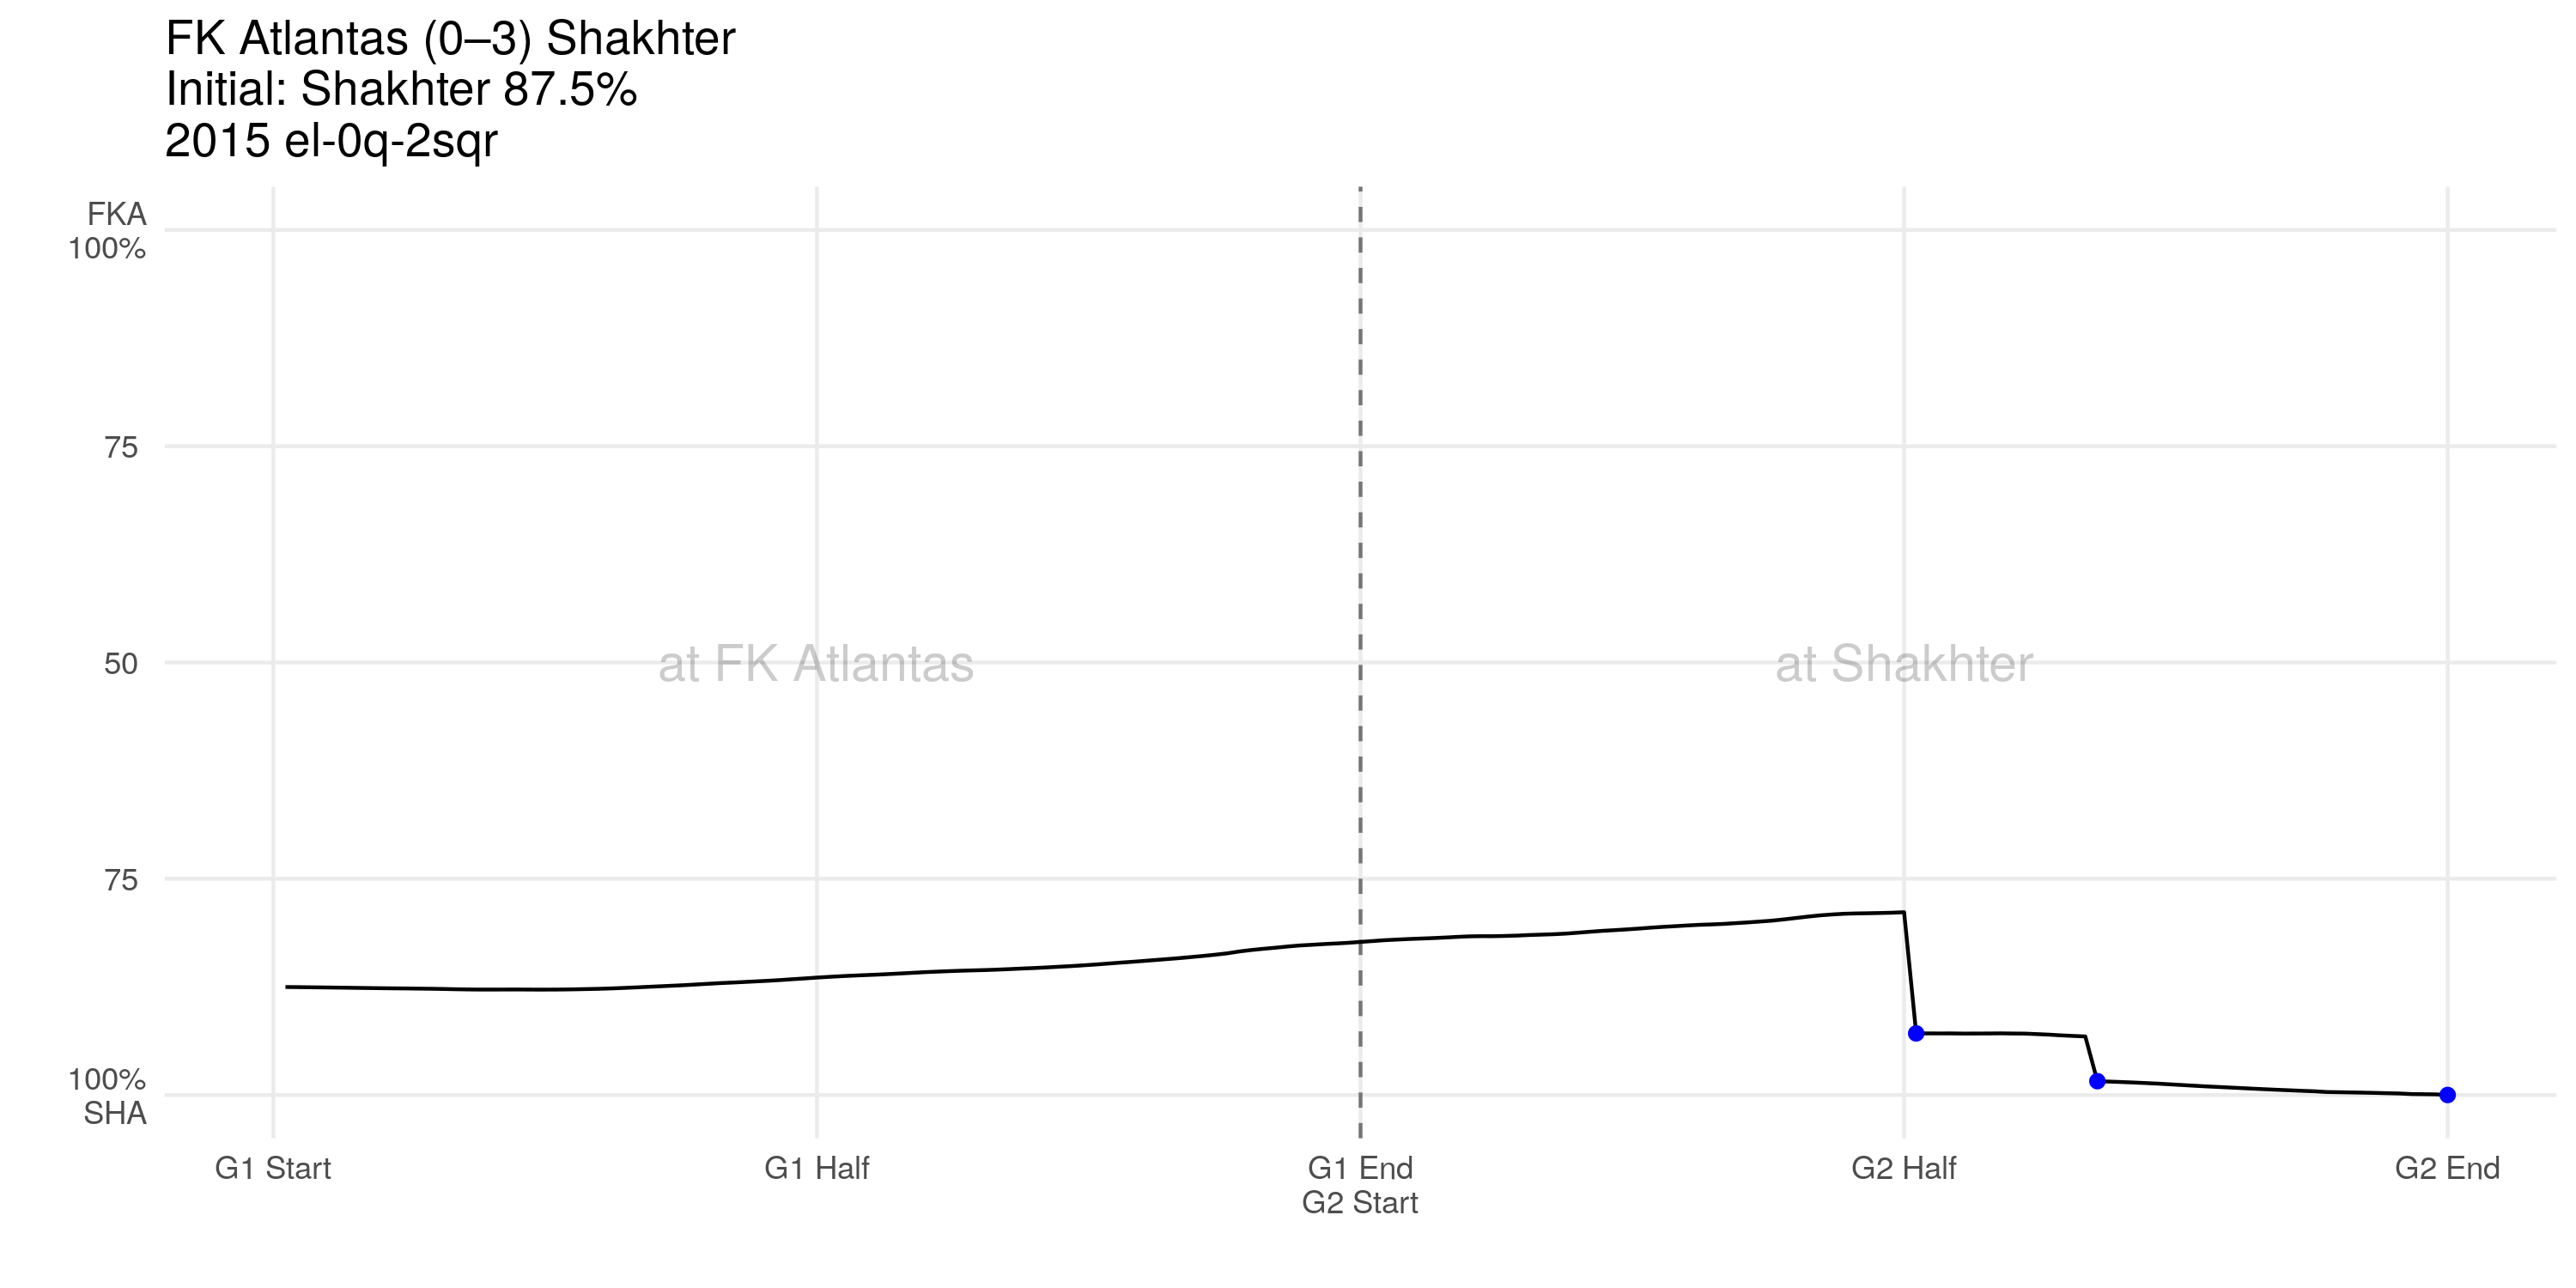 FK Atlantas (0–3) Shakhter
Initial: Shakhter 87.5%
2015 el-0q-2sqr
FKA
100%
75
50
75
100%
SHA
at FK Atlantas
at Shakhter
G1 Start
G1 Half
G1 End
G2 Start
G2 Half
G2 End